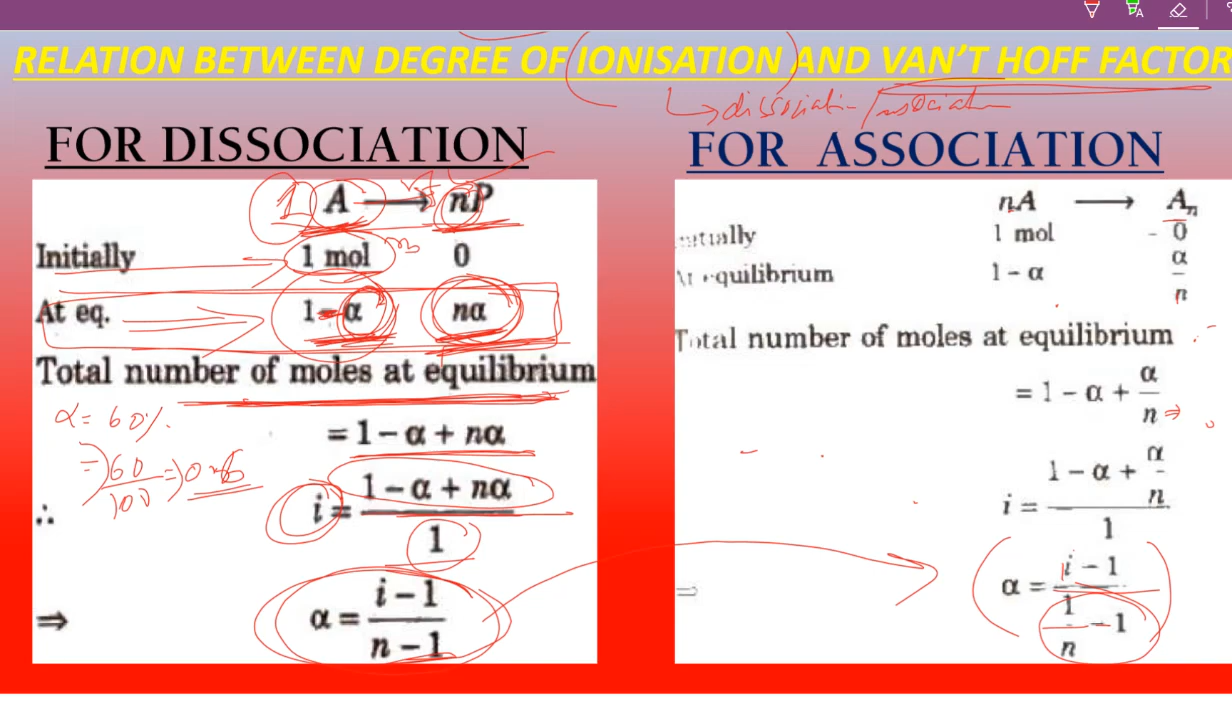 RELATION BETWEEN DEGREE OF IONISATION AND VAN'T HOFF FACTOR
dissociation/association
FOR DISSOCIATION
1 A ⟶ nP
Initially 1 mol 0
At eq. 1-α nα
Total number of moles at equilibrium
α = 60%.
= 1 – α + nα
⇒ 60/100 ⇒ 0.6
∴ i = (1 – α + nα)/1
⇒ α = (i – 1)/(n – 1)
FOR ASSOCIATION
nA ⟶ Aₙ
1 mol 0
At equilibrium 1 – α α/n
Total number of moles at equilibrium
= 1 – α + α/n ⇒
i = (1 – α + α/n)/1
⇒ α = (i – 1)/(1/n – 1)